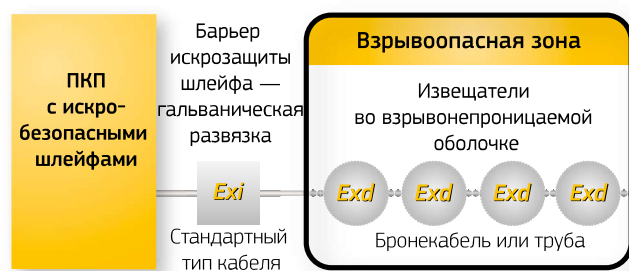 ПКП
с искро-
безопасными
шлейфами
Барьер
искрозащиты
шлейфа —
гальваническая
развязка
Exi
Стандартный
тип кабеля
Взрывоопасная зона
Извещатели
во взрывонепроницаемой
оболочке
Exd Exd Exd Exd
Бронекабель или труба